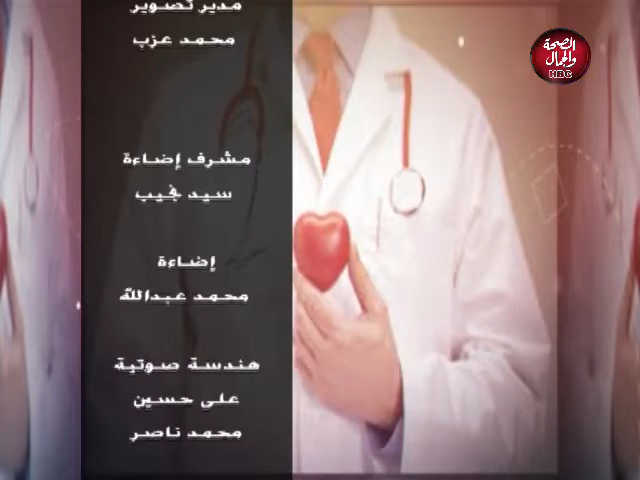 مدير تصوير
محمد عزب
مشرف إضاءة
سيد نجيب
إضاءة
محمد عبدالله
هندسة صوتية
على حسين
محمد ناصر
الصحة
والجمال
HBC